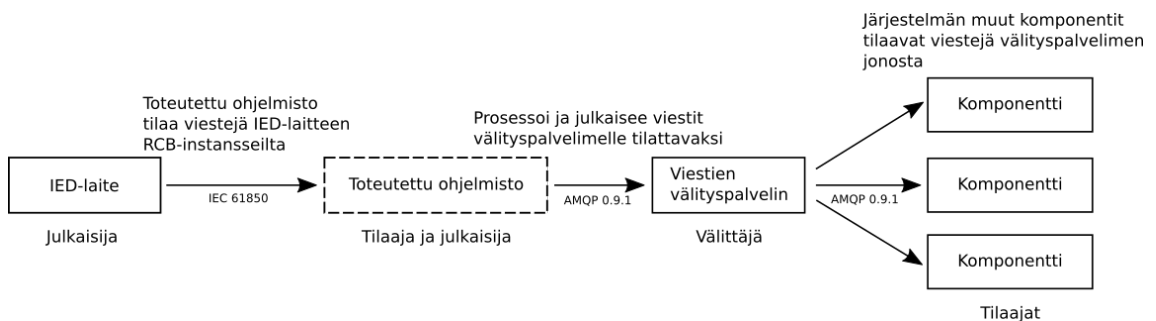 Järjestelmän muut komponentit
tilaavat viestejä välityspalvelimen
jonosta
Toteutettu ohjelmisto
tilaa viestejä IED-laitteen
RCB-instansseilta
Prosessoi ja julkaisee viestit
välityspalvelimelle tilattavaksi
IED-laite
IEC 61850
Toteutettu ohjelmisto
AMQP 0.9.1
Viestien
välityspalvelin
AMQP 0.9.1
Komponentti
Komponentti
Komponentti
Julkaisija
Tilaaja ja julkaisija
Välittäjä
Tilaajat